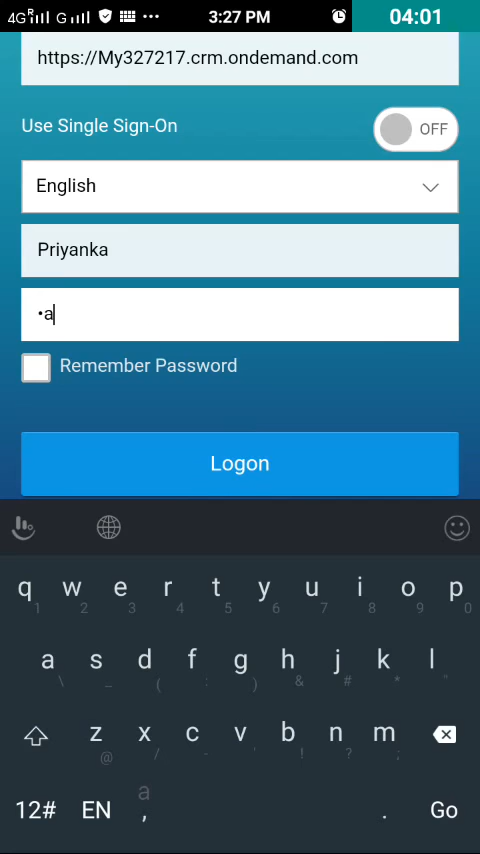 4G R G 3:27 PM 04:01
https://My327217.crm.ondemand.com
Use Single Sign-On OFF
English
Priyanka
•a
Remember Password
Logon
q w e r t y u i o p
1 2 3 4 5 6 7 8 9 0
a s d f g h j k l
\ _ ( : ) & # * "
z x c v b n m
@ / - ' ! ? ;
a
12# EN , . Go